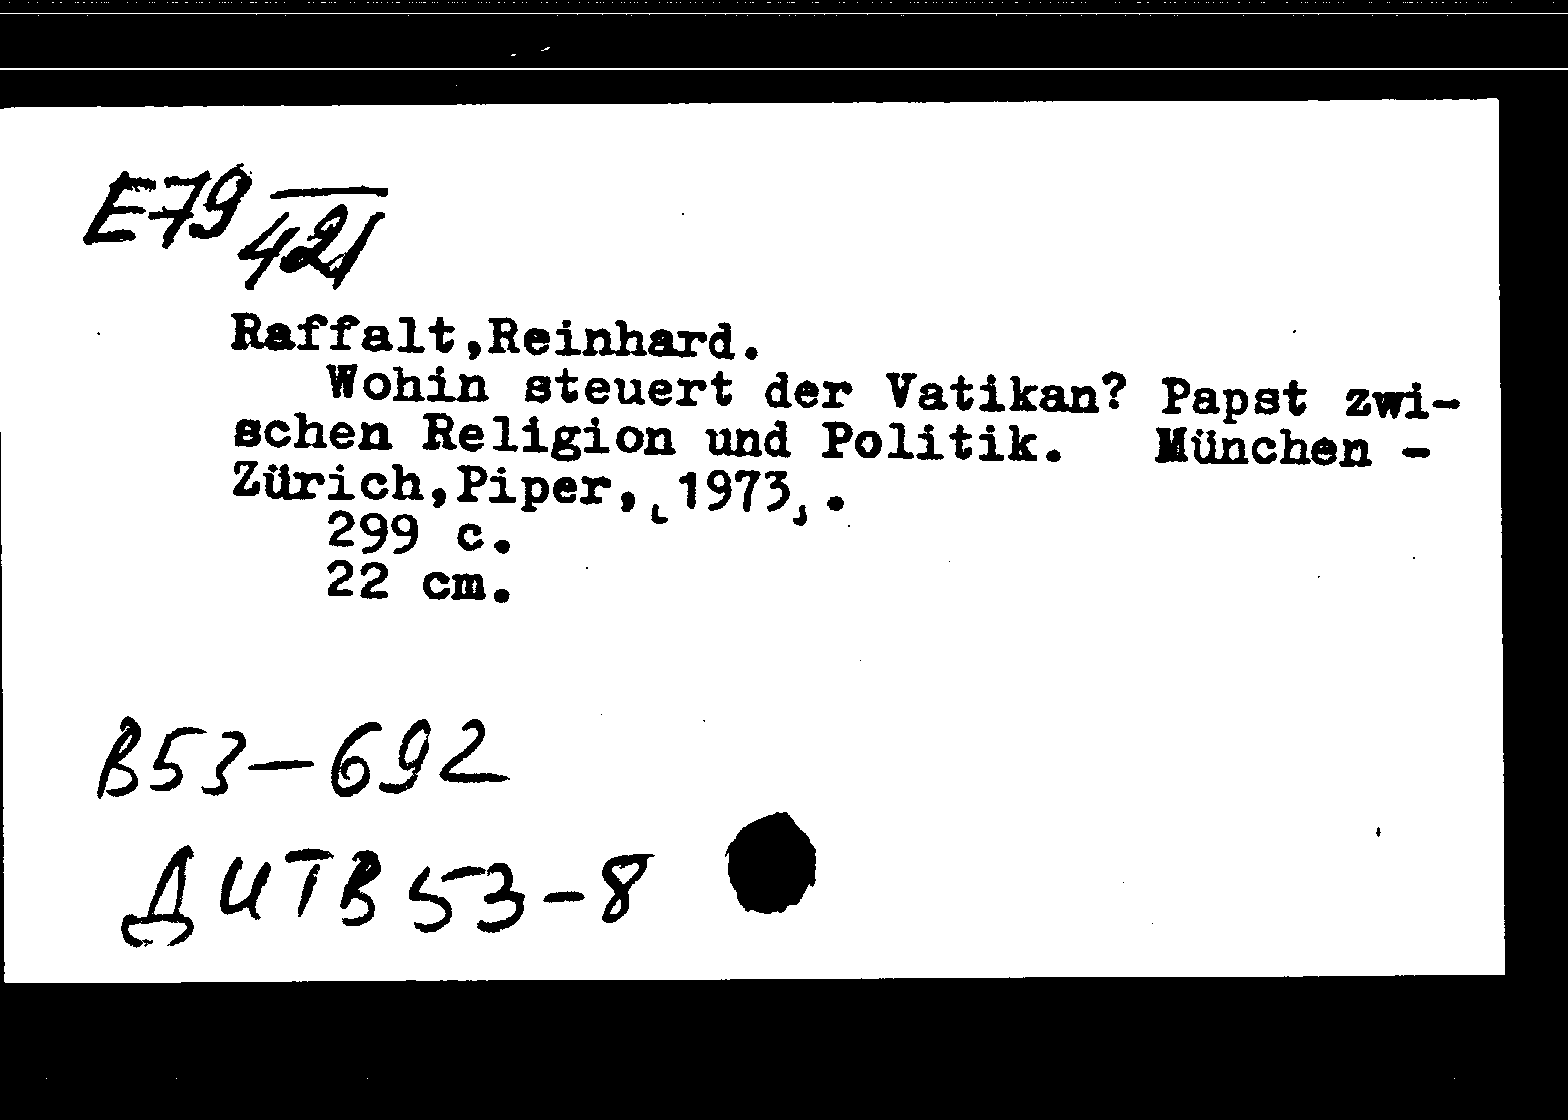 E79
421
Raffalt,Reinhard.
Wohin steuert der Vatikan? Papst zwi-
schen Religion und Politik. München -
Zürich,Piper,⌞1973⌟.
299 c.
22 cm.
В53-692
ДИТВ53-8